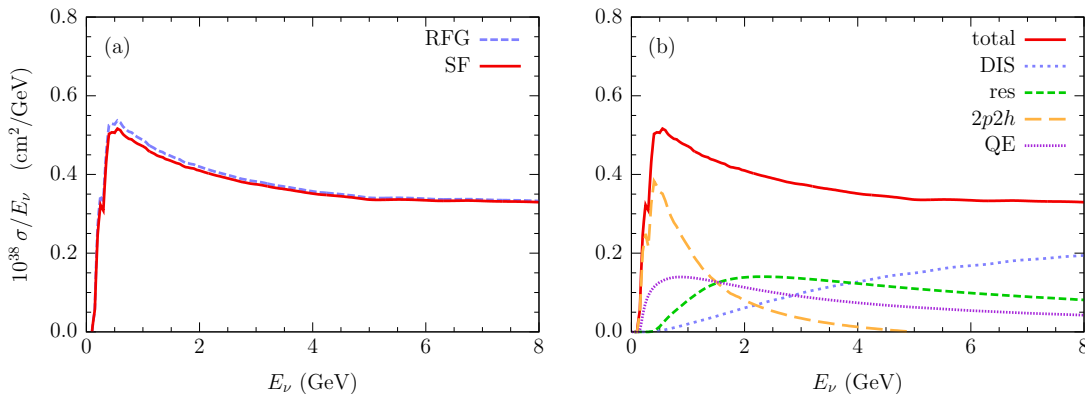 (a)
RFG
SF
10^38 σ/E_ν (cm²/GeV)
0.8
0.6
0.4
0.2
0.0
0 2 4 6 8
E_ν (GeV)
(b)
total
DIS
res
2p2h
QE
0.8
0.6
0.4
0.2
0.0
0 2 4 6 8
E_ν (GeV)